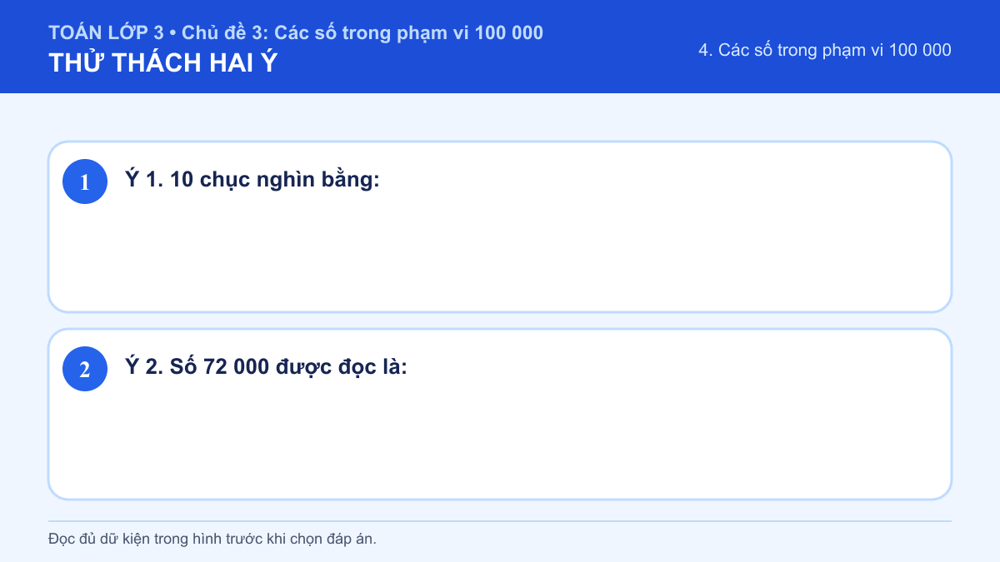 TOÁN LỚP 3 • Chủ đề 3: Các số trong phạm vi 100 000
THỬ THÁCH HAI Ý
4. Các số trong phạm vi 100 000
1
Ý 1. 10 chục nghìn bằng:
2
Ý 2. Số 72 000 được đọc là:
Đọc đủ dữ kiện trong hình trước khi chọn đáp án.